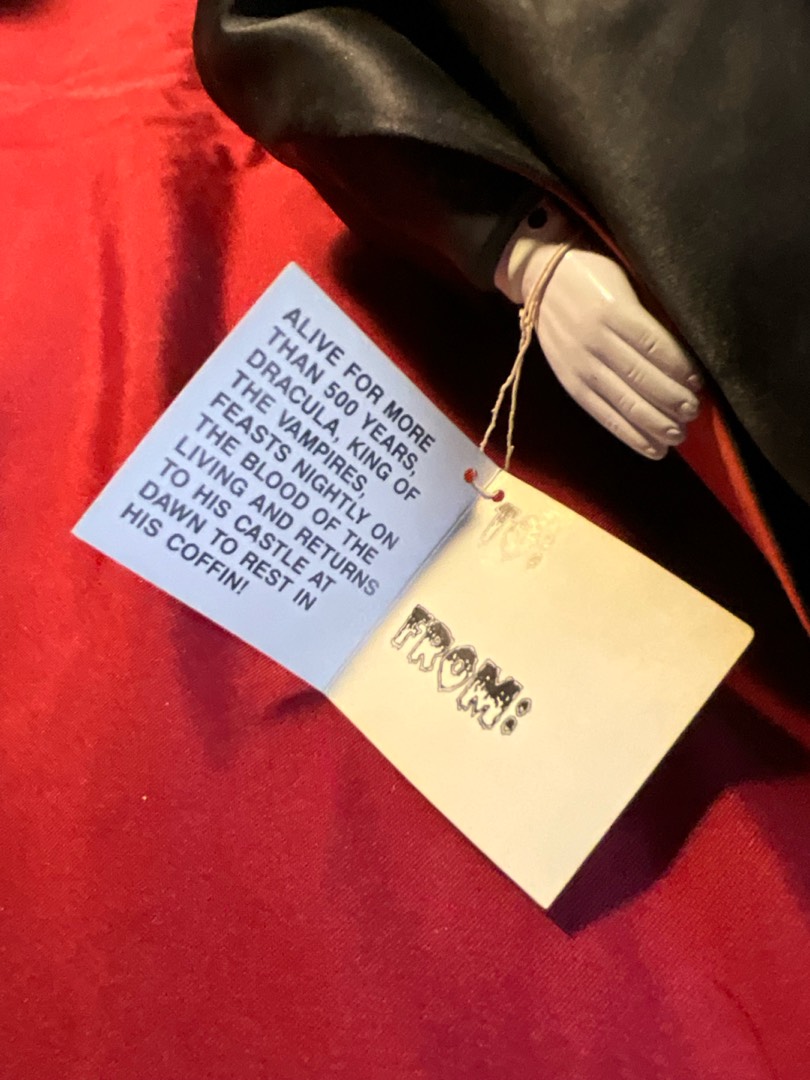 ALIVE FOR MORE
THAN 500 YEARS,
DRACULA, KING OF
THE VAMPIRES,
FEASTS NIGHTLY ON
THE BLOOD OF THE
LIVING AND RETURNS
TO HIS CASTLE AT
DAWN TO REST IN
HIS COFFIN!
TO:
FROM: